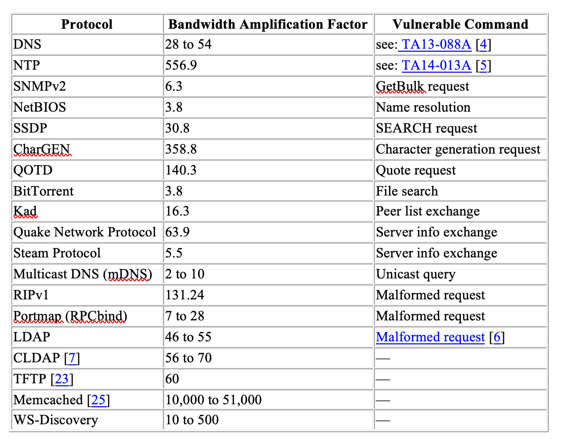 Protocol Bandwidth Amplification Factor Vulnerable Command
DNS 28 to 54 see: TA13-088A [4]
NTP 556.9 see: TA14-013A [5]
SNMPv2 6.3 GetBulk request
NetBIOS 3.8 Name resolution
SSDP 30.8 SEARCH request
CharGEN 358.8 Character generation request
QOTD 140.3 Quote request
BitTorrent 3.8 File search
Kad 16.3 Peer list exchange
Quake Network Protocol 63.9 Server info exchange
Steam Protocol 5.5 Server info exchange
Multicast DNS (mDNS) 2 to 10 Unicast query
RIPv1 131.24 Malformed request
Portmap (RPCbind) 7 to 28 Malformed request
LDAP 46 to 55 Malformed request [6]
CLDAP [7] 56 to 70 —
TFTP [23] 60 —
Memcached [25] 10,000 to 51,000 —
WS-Discovery 10 to 500 —